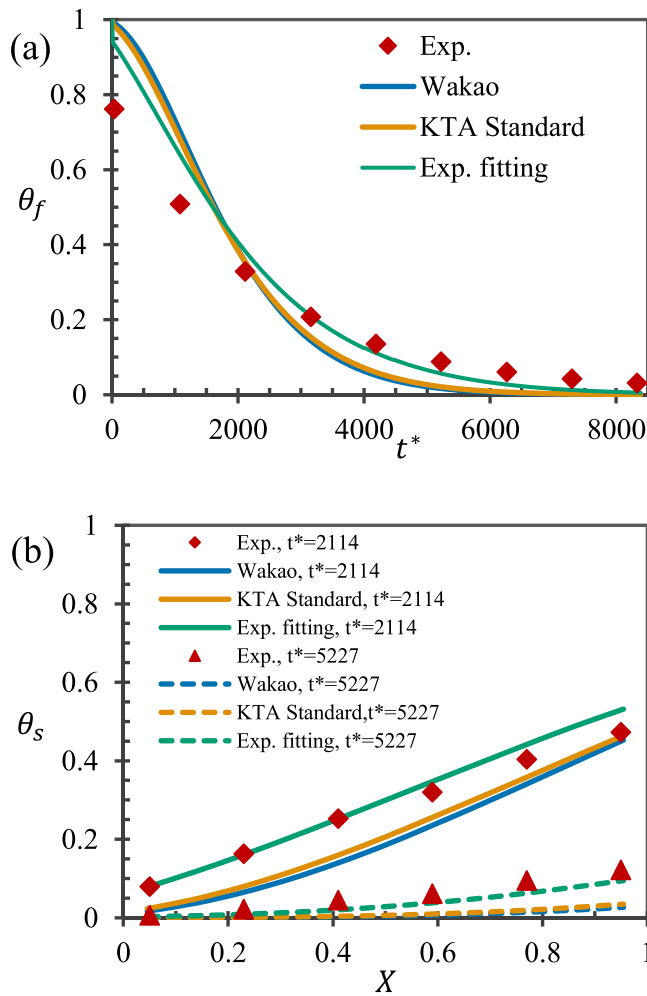 (a)
1
0.8
0.6
0.4
0.2
0
θf
Exp.
Wakao
KTA Standard
Exp. fitting
0 2000 4000 6000 8000
t*
(b)
1
0.8
0.6
0.4
0.2
0
θs
Exp., t*=2114
Wakao, t*=2114
KTA Standard, t*=2114
Exp. fitting, t*=2114
Exp., t*=5227
Wakao, t*=5227
KTA Standard,t*=5227
Exp. fitting, t*=5227
0 0.2 0.4 0.6 0.8 1
X